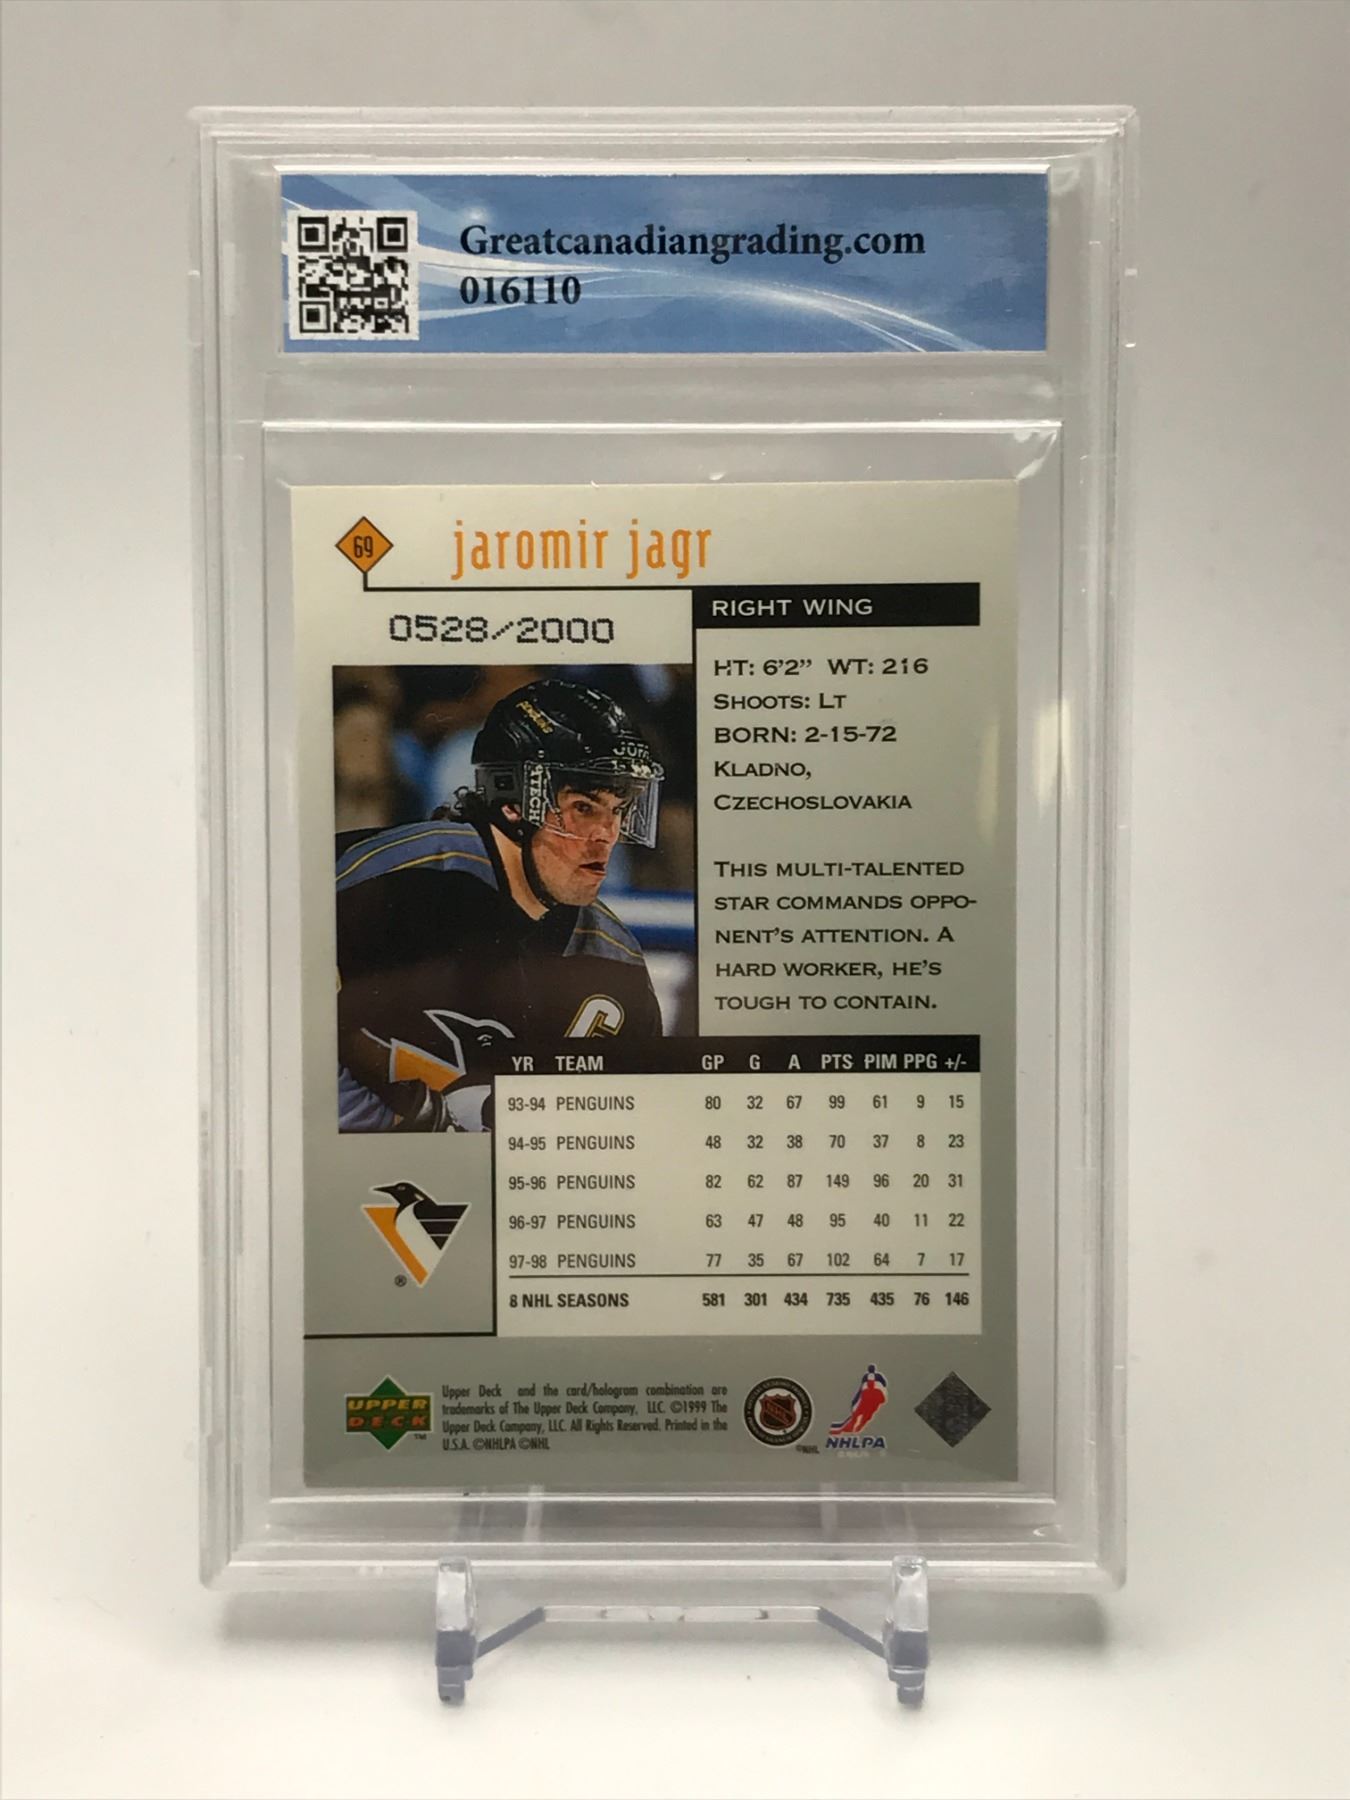 Greatcanadiangrading.com
016110
69
jaromir jagr
RIGHT WING
0528/2000
HT: 6'2” WT: 216
SHOOTS: LT
BORN: 2-15-72
KLADNO,
CZECHOSLOVAKIA
THIS MULTI-TALENTED
STAR COMMANDS OPPO-
NENT'S ATTENTION. A
HARD WORKER, HE'S
TOUGH TO CONTAIN.
YR TEAM GP G A PTS PIM PPG +/-
93-94 PENGUINS 80 32 67 99 61 9 15
94-95 PENGUINS 48 32 38 70 37 8 23
95-96 PENGUINS 82 62 87 149 96 20 31
96-97 PENGUINS 63 47 48 95 40 11 22
97-98 PENGUINS 77 35 67 102 64 7 17
8 NHL SEASONS 581 301 434 735 435 76 146
®
UPPER
DECK
™
Upper Deck and the card/hologram combination are
trademarks of The Upper Deck Company, LLC. ©1999 The
Upper Deck Company, LLC. All Rights Reserved. Printed in the
U.S.A. ©NHLPA ©NHL
©NHL
NHLPA
penguins
C